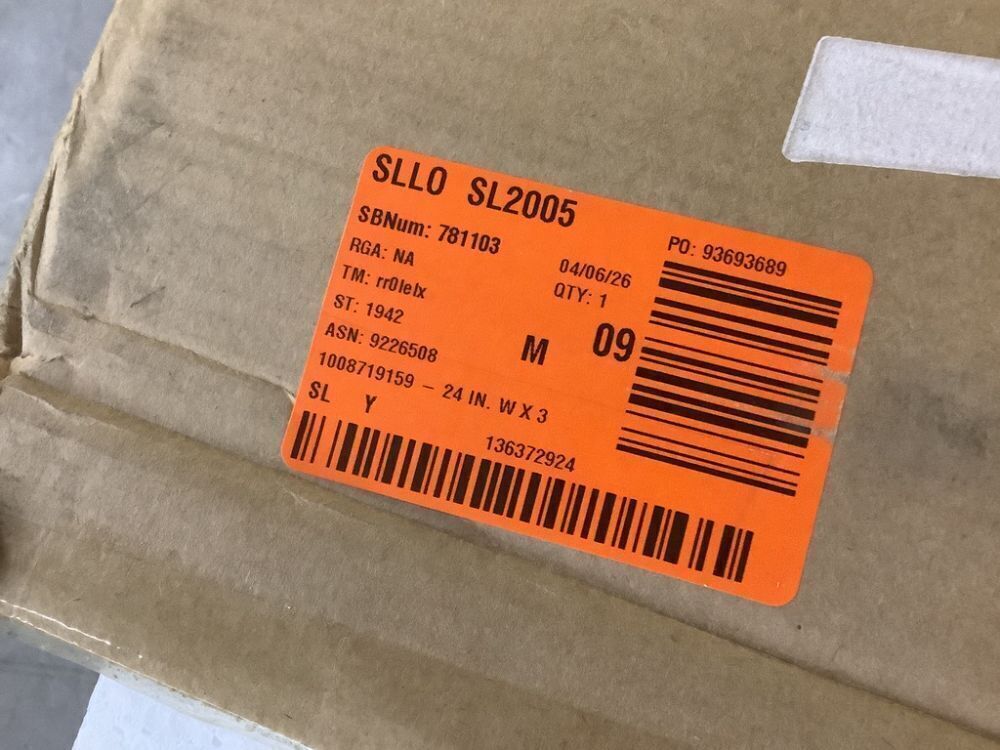 SLLO SL2005
SBNum: 781103
RGA: NA
TM: rr0lelx
ST: 1942
ASN: 9226508
1008719159 – 24 IN. W X 3
SL Y
136372924
04/06/26
QTY: 1
M 09
PO: 93693689